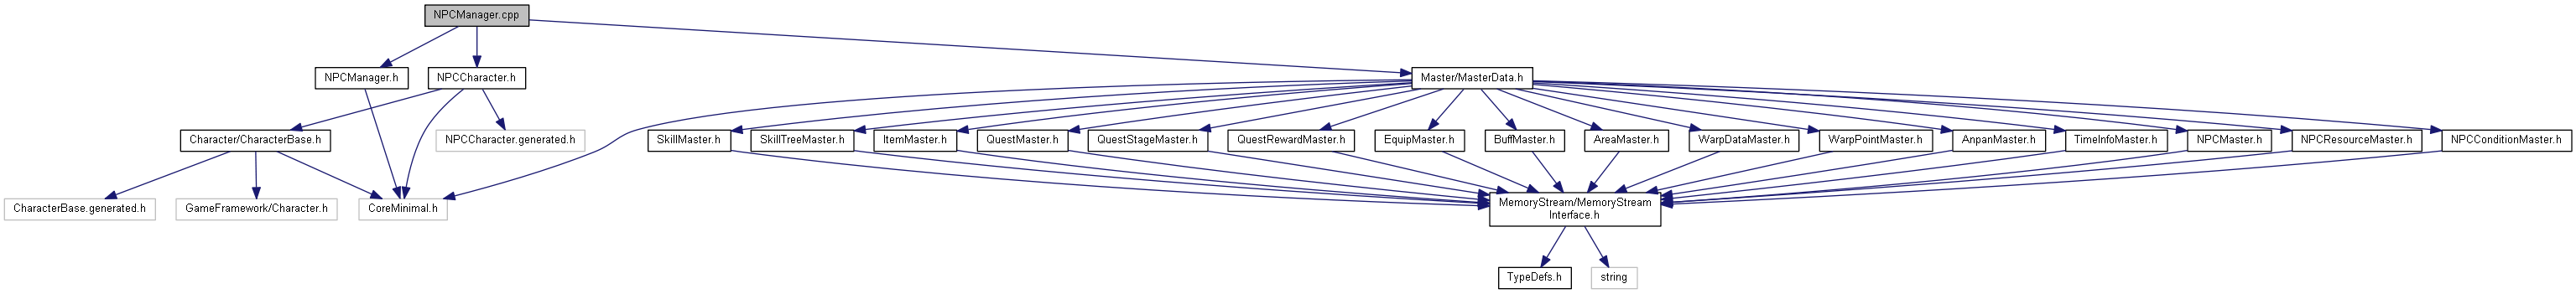 NPCManager.cpp
NPCManager.h
NPCCharacter.h
Master/MasterData.h
Character/CharacterBase.h
NPCCharacter.generated.h
SkillMaster.h
SkillTreeMaster.h
ItemMaster.h
QuestMaster.h
QuestStageMaster.h
QuestRewardMaster.h
EquipMaster.h
BuffMaster.h
AreaMaster.h
WarpDataMaster.h
WarpPointMaster.h
AnpanMaster.h
TimeInfoMaster.h
NPCMaster.h
NPCResourceMaster.h
NPCConditionMaster.h
CharacterBase.generated.h
GameFramework/Character.h
CoreMinimal.h
MemoryStream/MemoryStream
Interface.h
TypeDefs.h
string